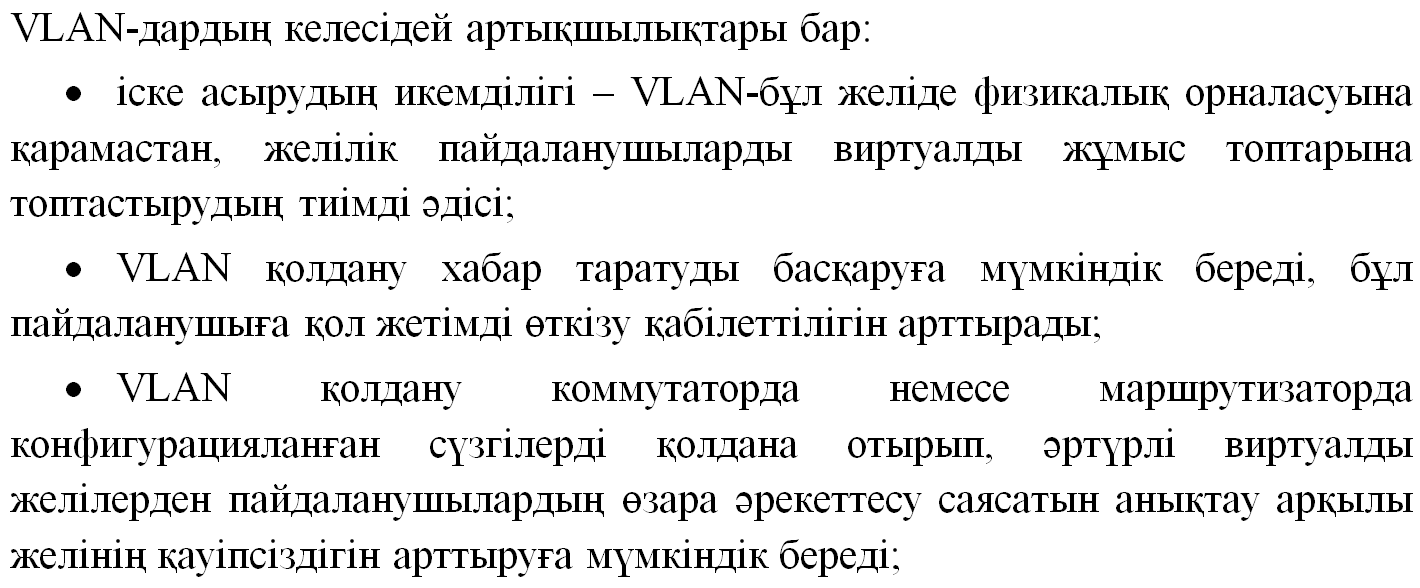 VLAN-дардың келесідей артықшылықтары бар:
• іске асырудың икемділігі – VLAN-бұл желіде физикалық орналасуына
қарамастан, желілік пайдаланушыларды виртуалды жұмыс топтарына
топтастырудың тиімді әдісі;
• VLAN қолдану хабар таратуды басқаруға мүмкіндік береді, бұл
пайдаланушыға қол жетімді өткізу қабілеттілігін арттырады;
• VLAN қолдану коммутаторда немесе маршрутизаторда
конфигурацияланған сүзгілерді қолдана отырып, әртүрлі виртуалды
желілерден пайдаланушылардың өзара әрекеттесу саясатын анықтау арқылы
желінің қауіпсіздігін арттыруға мүмкіндік береді;